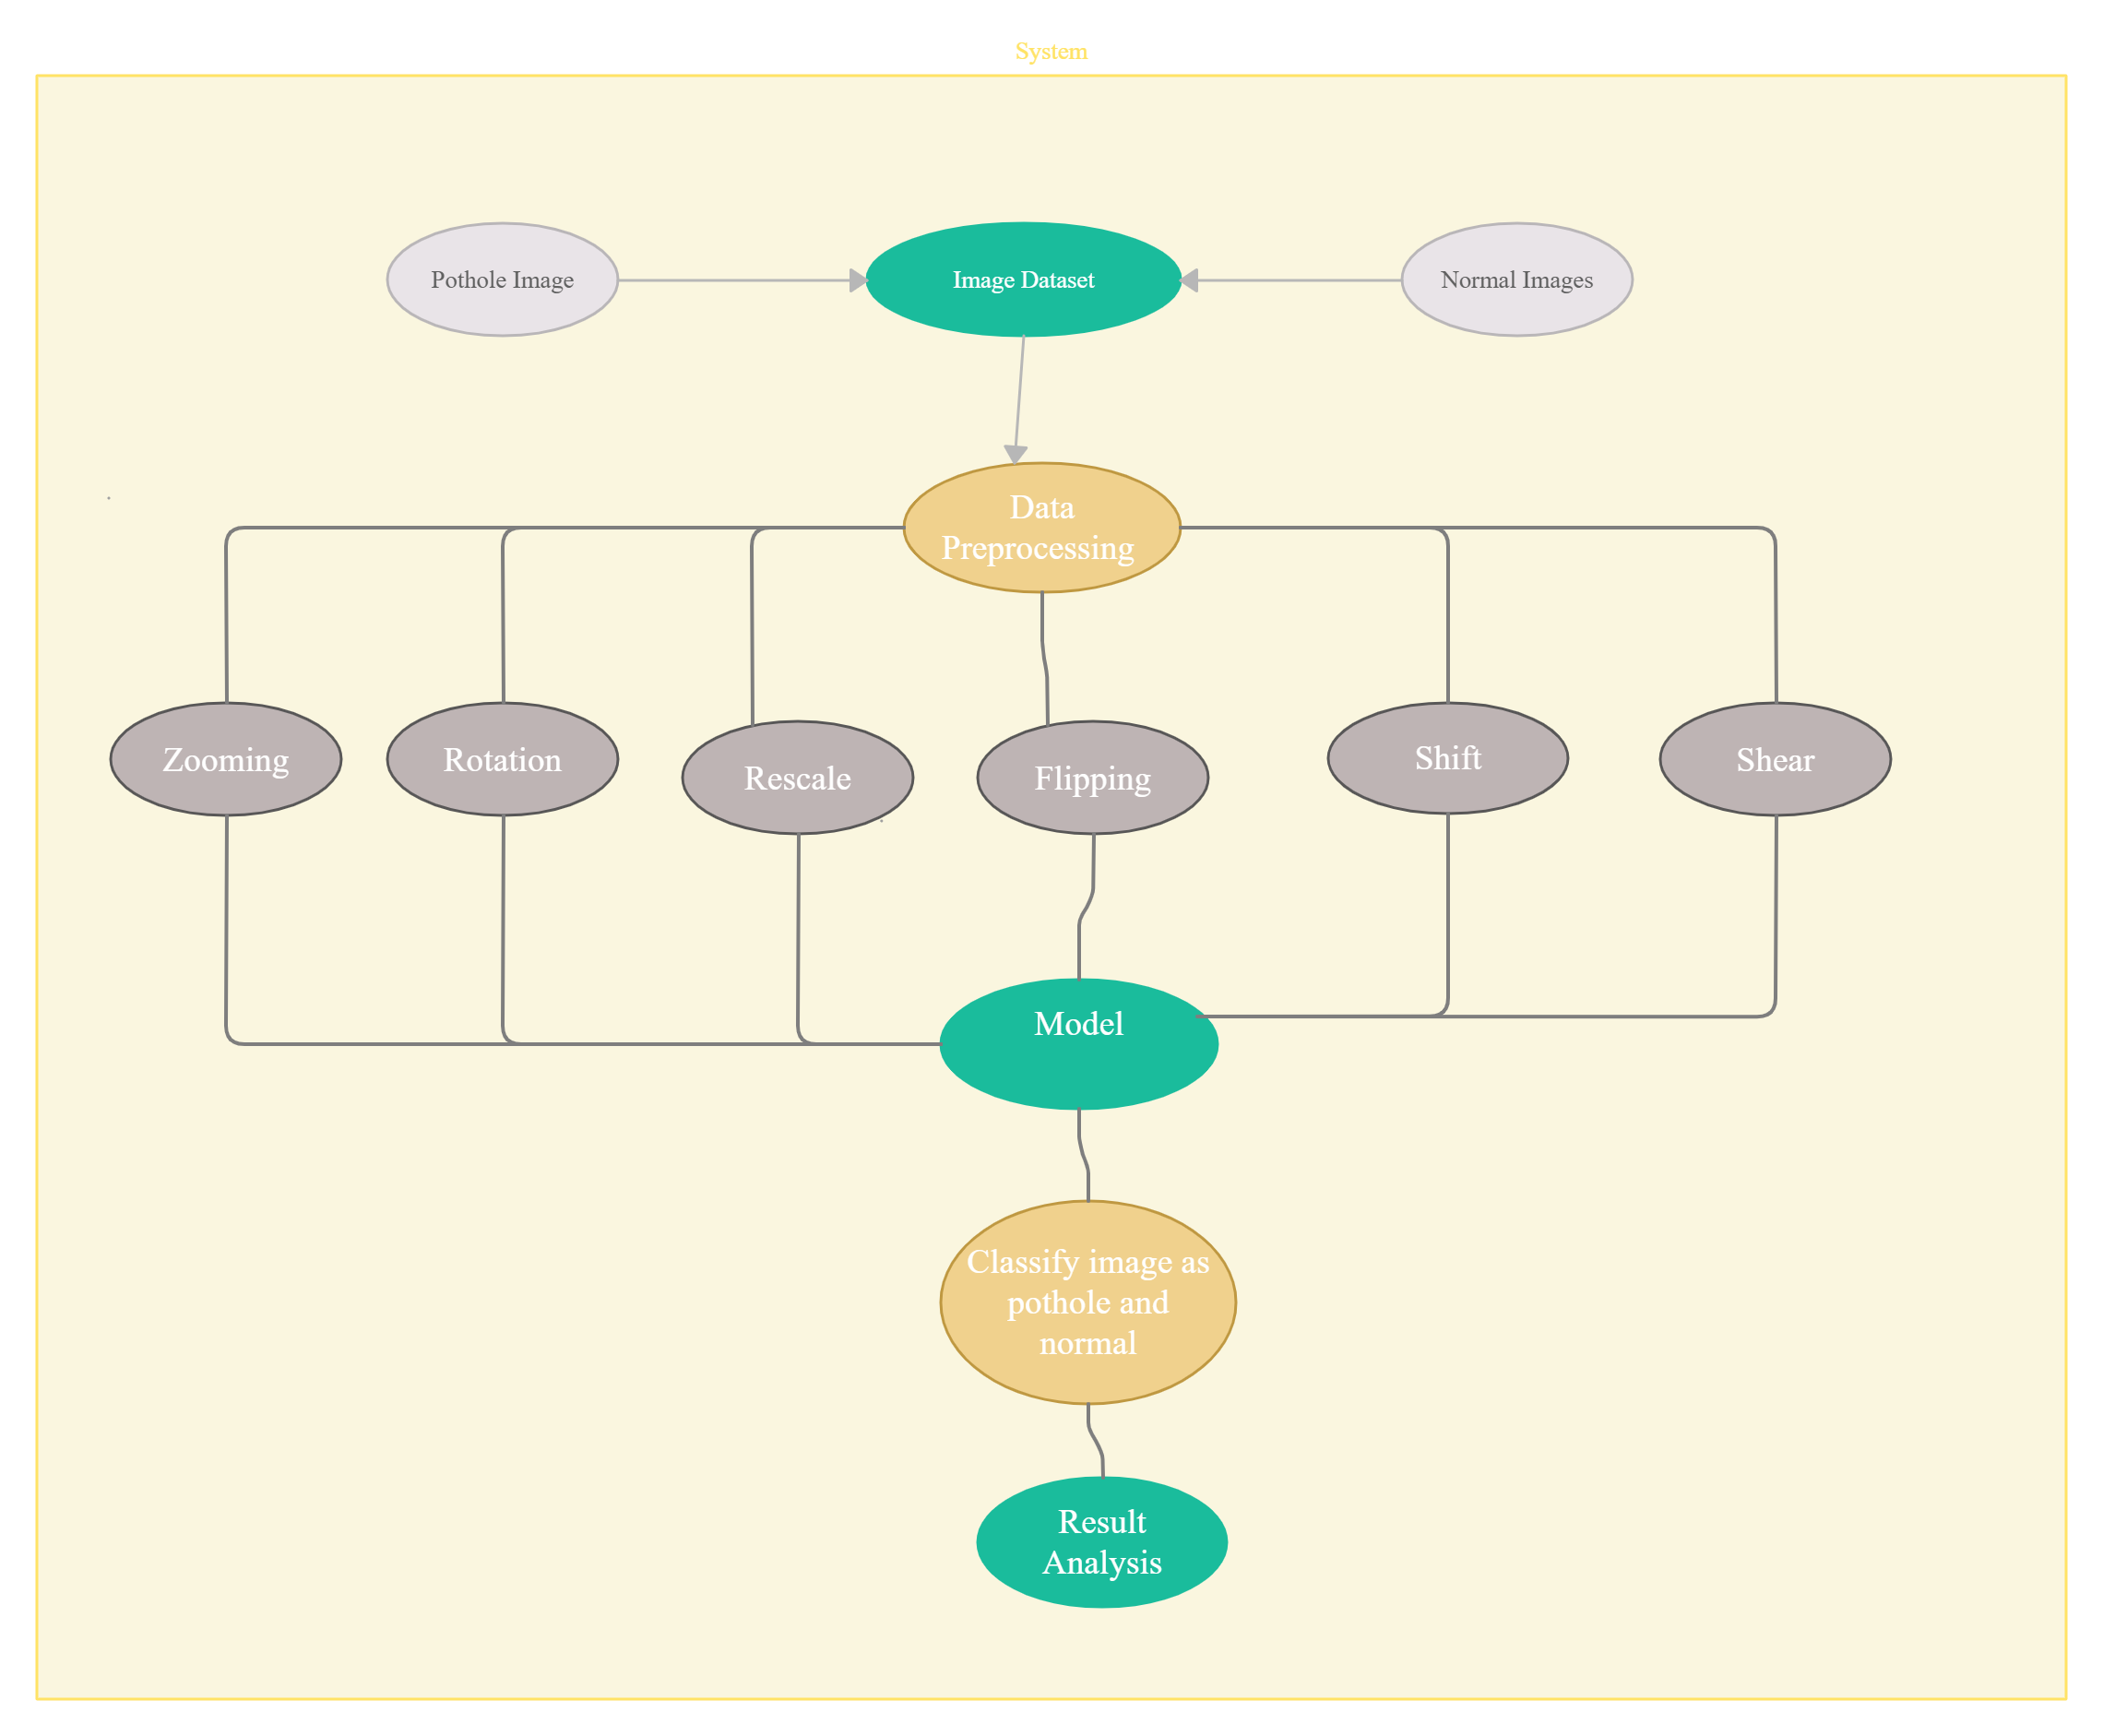 System
Pothole Image
Image Dataset
Normal Images
Data
Preprocessing
Zooming
Rotation
Rescale
Flipping
Shift
Shear
Model
Classify image as
pothole and
normal
Result
Analysis